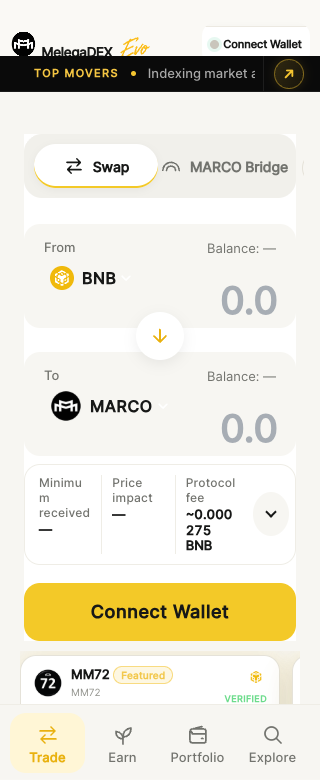 MelegaDEX Evo
Connect Wallet
TOP MOVERS • Indexing market a
Swap
MARCO Bridge
From
Balance: —
BNB
0.0
To
Balance: —
MARCO
0.0
Minimu
m
received
—
Price
impact
—
Protocol
fee
~0.000
275
BNB
Connect Wallet
MM72 Featured
MM72
VERIFIED
Trade
Earn
Portfolio
Explore